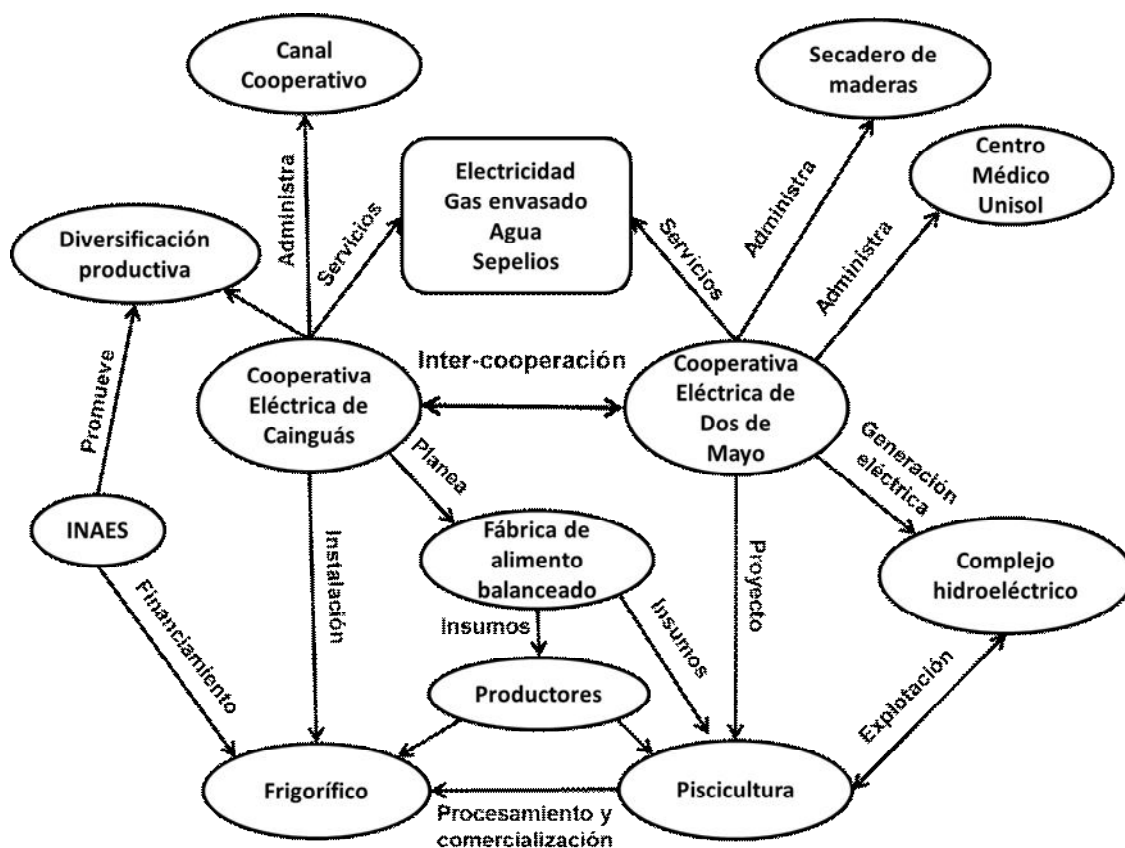 Canal
Cooperativo
Secadero de
maderas
Electricidad
Gas envasado
Agua
Sepelios
Centro
Médico
Unisol
Administra
Servicios
Servicios
Administra
Administra
Diversificación
productiva
Promueve
Cooperativa
Eléctrica de
Cainguás
Inter-cooperación
Cooperativa
Eléctrica de
Dos de
Mayo
Generación
eléctrica
Planea
INAES
Fábrica de
alimento
balanceado
Complejo
hidroeléctrico
Instalación
Proyecto
Financiamiento
Insumos
Insumos
Productores
Explotación
Frigorífico
Piscicultura
Procesamiento y
comercialización